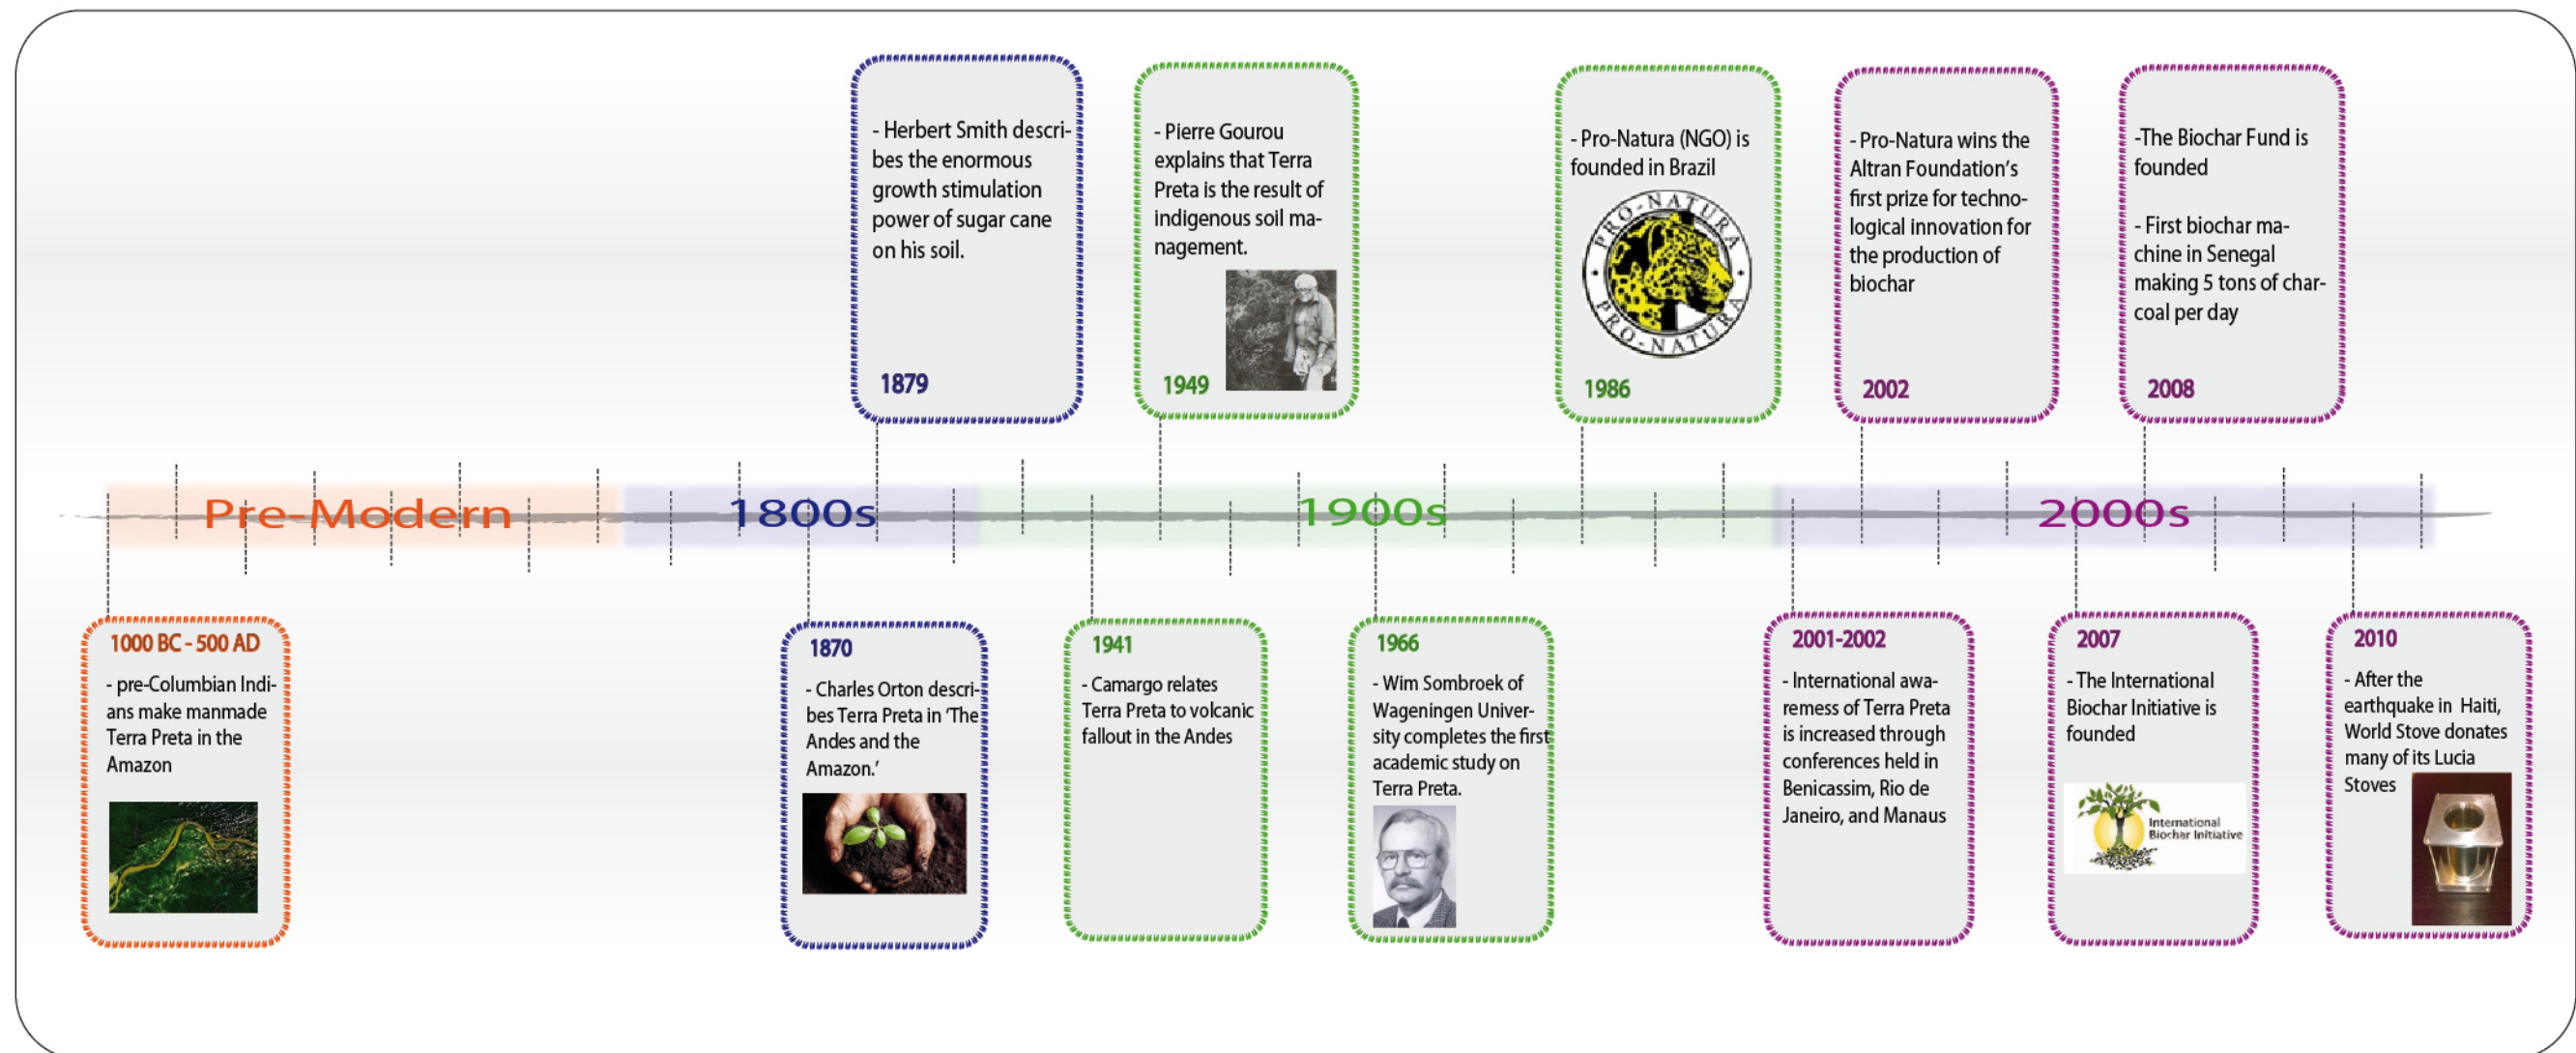 - Herbert Smith descri-
bes the enormous
growth stimulation
power of sugar cane
on his soil.
1879
- Pierre Gourou
explains that Terra
Preta is the result of
indigenous soil ma-
nagement.
1949
- Pro-Natura (NGO) is
founded in Brazil
PRO-NATURA
PRO-NATURA
1986
- Pro-Natura wins the
Altran Foundation's
first prize for techno-
logical innovation for
the production of
biochar
2002
-The Biochar Fund is
founded
- First biochar ma-
chine in Senegal
making 5 tons of char-
coal per day
2008
Pre-Modern
1800s
1900s
2000s
1000 BC - 500 AD
- pre-Columbian Indi-
ans make manmade
Terra Preta in the
Amazon
1870
- Charles Orton descri-
bes Terra Preta in 'The
Andes and the
Amazon.'
1941
- Camargo relates
Terra Preta to volcanic
fallout in the Andes
1966
- Wim Sombroek of
Wageningen Univer-
sity completes the first
academic study on
Terra Preta.
2001-2002
- International awa-
remess of Terra Preta
is increased through
conferences held in
Benicassim, Rio de
Janeiro, and Manaus
2007
- The International
Biochar Initiative is
founded
International
Biochar Initiative
2010
- After the
earthquake in Haiti,
World Stove donates
many of its Lucia
Stoves